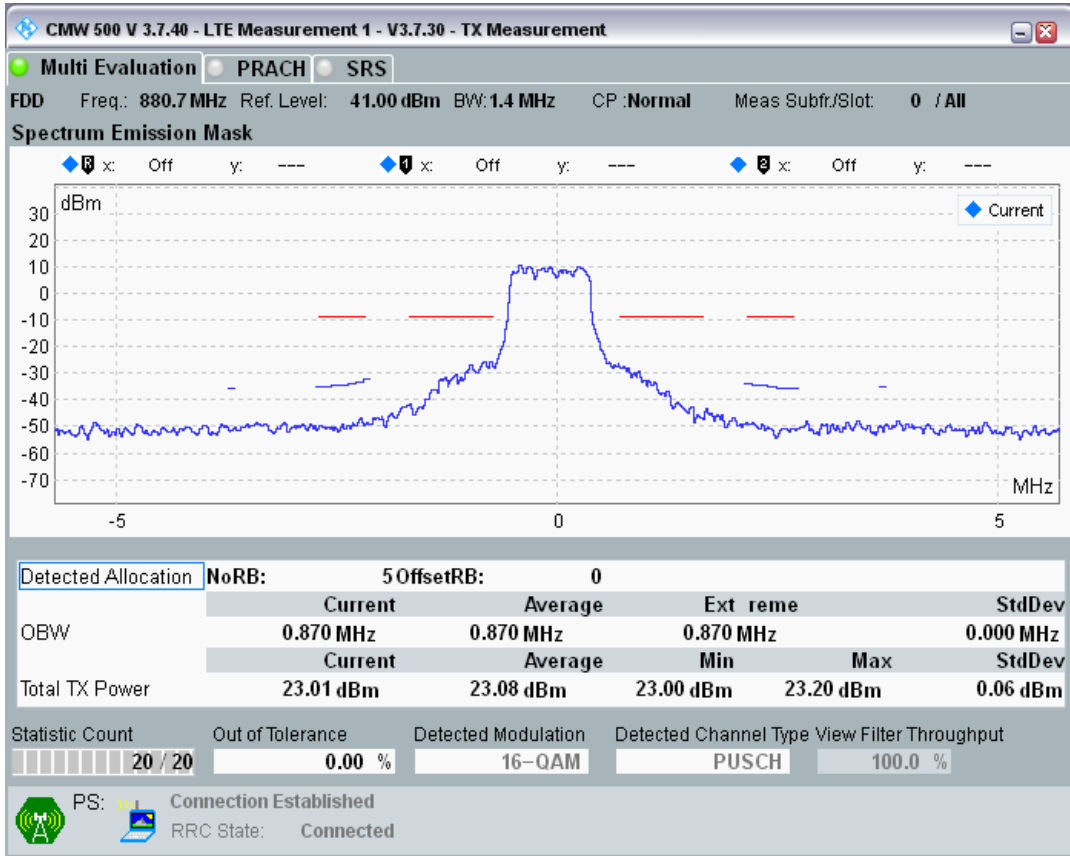 CMW 500 V 3.7.40 - LTE Measurement 1 - V3.7.30 - TX Measurement
Multi Evaluation PRACH SRS
FDD Freq.: 880.7 MHz Ref. Level: 41.00 dBm BW: 1.4 MHz CP :Normal Meas Subfr./Slot: 0 / All
Spectrum Emission Mask
R x: Off y: --- 1 x: Off y: --- 2 x: Off y: ---
dBm
Current
30
20
10
0
-10
-20
-30
-40
-50
-60
-70
MHz
-5 0 5
Detected Allocation NoRB: 5 OffsetRB: 0
Current Average Ext reme StdDev
OBW 0.870 MHz 0.870 MHz 0.870 MHz 0.000 MHz
Current Average Min Max StdDev
Total TX Power 23.01 dBm 23.08 dBm 23.00 dBm 23.20 dBm 0.06 dBm
Statistic Count Out of Tolerance Detected Modulation Detected Channel Type View Filter Throughput
20 / 20 0.00 % 16-QAM PUSCH 100.0 %
PS: Connection Established
RRC State: Connected